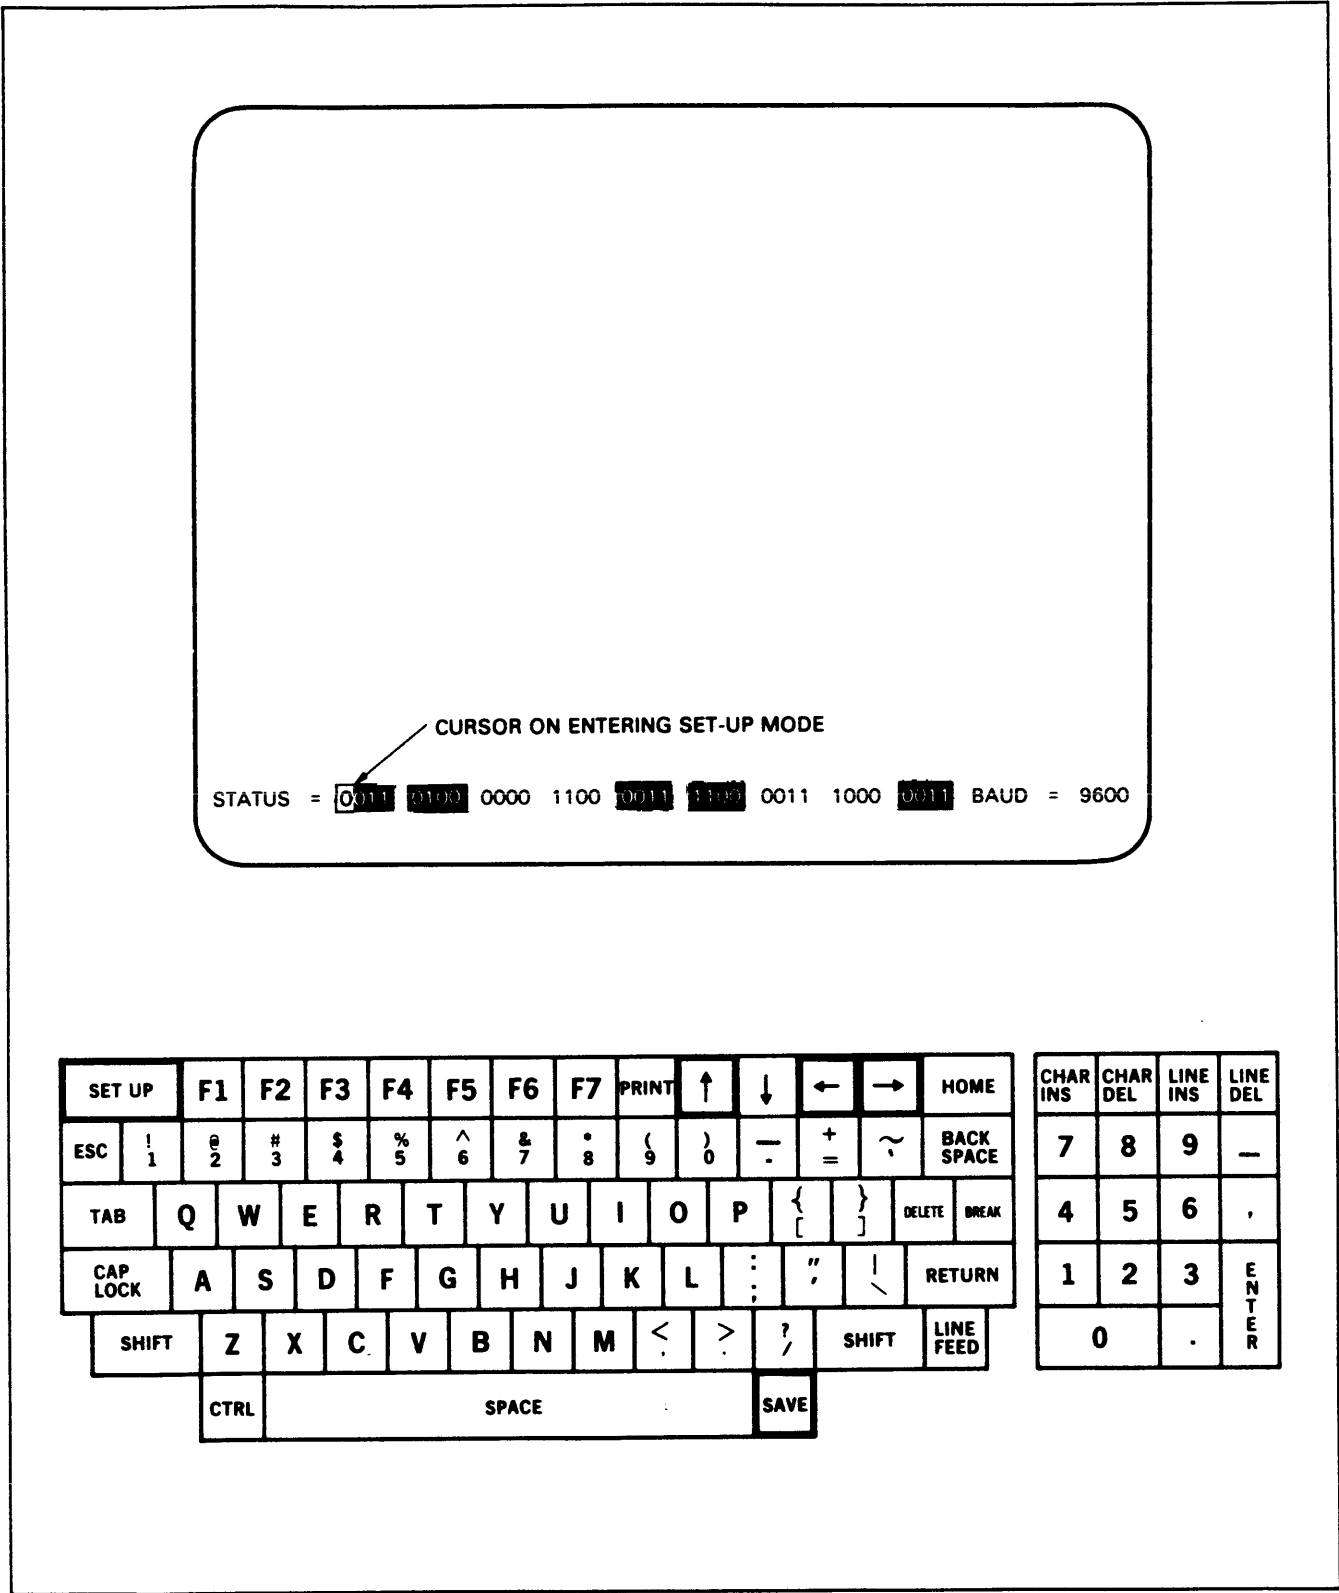 CURSOR ON ENTERING SET-UP MODE
STATUS = 0011 0100 0000 1100 0011 1100 0011 1000 0011 BAUD = 9600
SET UP F1 F2 F3 F4 F5 F6 F7 PRINT ↑ ↓ ← → HOME
CHAR INS CHAR DEL LINE INS LINE DEL
ESC ! 1 @ 2 # 3 $ 4 % 5 ^ 6 & 7 * 8 ( 9 ) 0 — - + = ~ ` BACK SPACE
7 8 9 —
TAB Q W E R T Y U I O P { [ } ] DELETE BREAK
4 5 6 ,
CAP LOCK A S D F G H J K L : ; " ' | \ RETURN
1 2 3 ENTER
SHIFT Z X C V B N M < , > . ? / SHIFT LINE FEED
0 .
CTRL SPACE SAVE